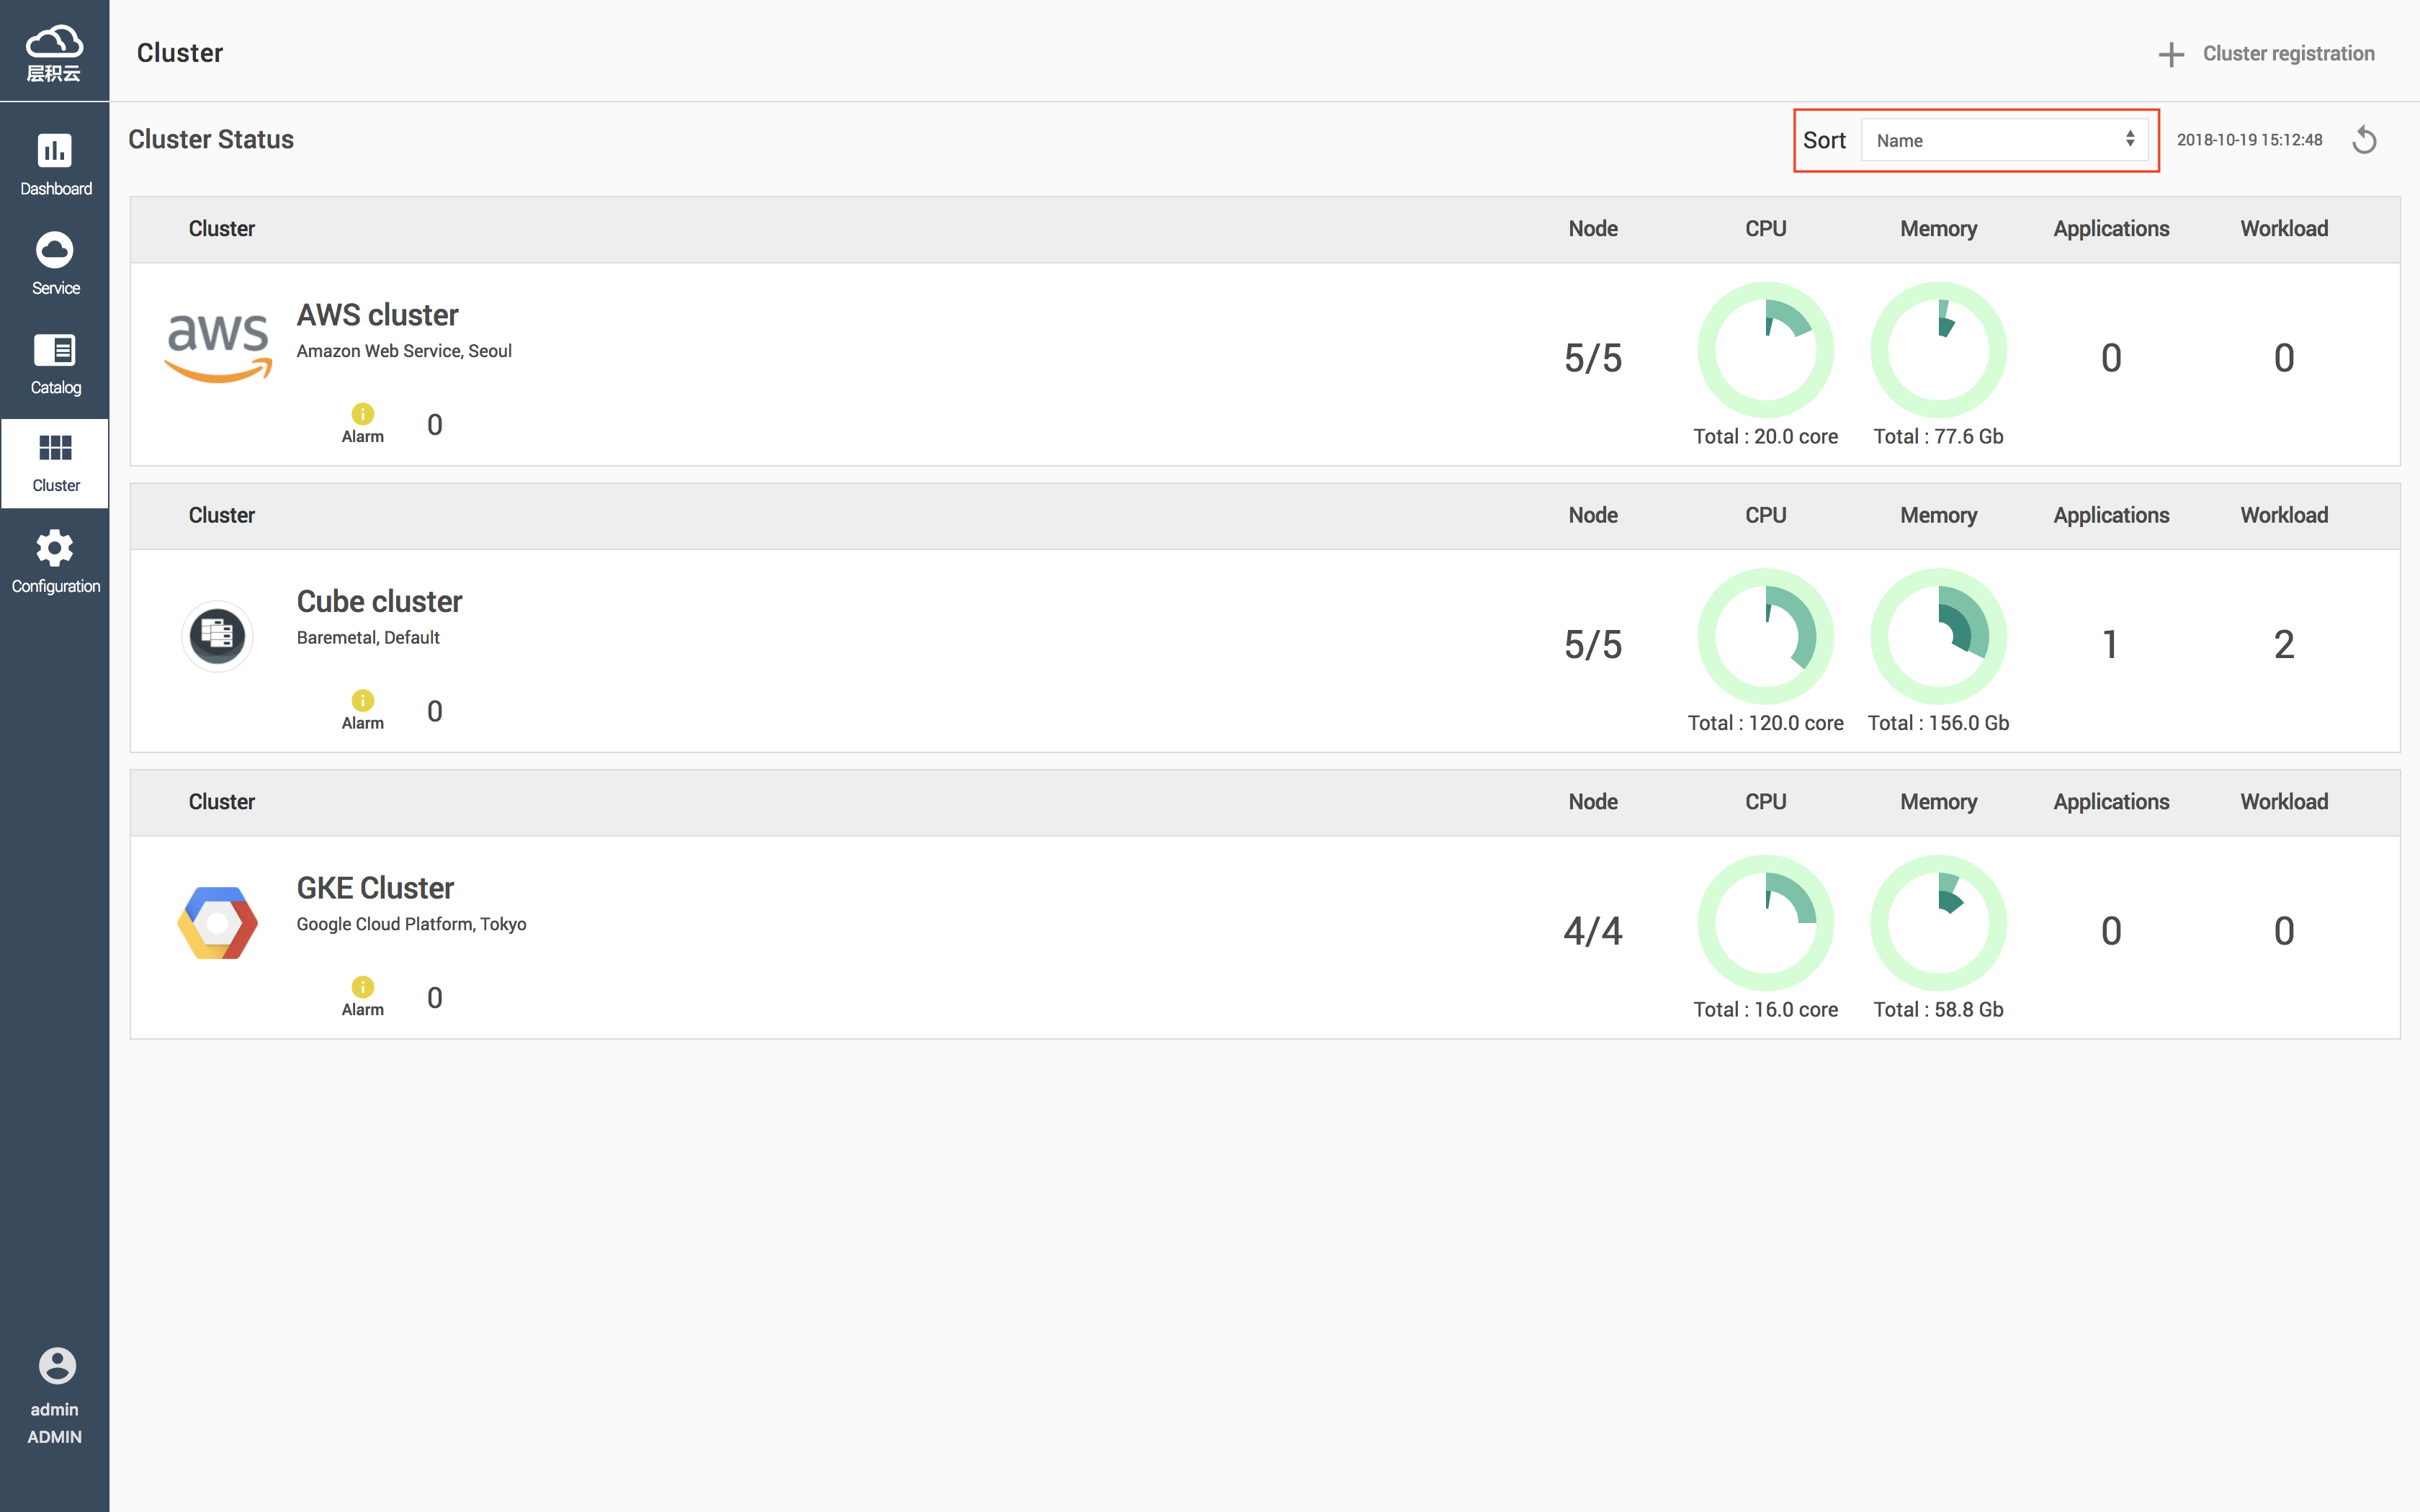 层积云
Cluster
Cluster registration
Cluster Status
Sort
Name
2018-10-19 15:12:48
Dashboard
Service
Catalog
Cluster
Configuration
admin
ADMIN
Cluster Node CPU Memory Applications Workload
aws
AWS cluster
Amazon Web Service, Seoul
Alarm 0
5/5
Total : 20.0 core
Total : 77.6 Gb
0
0
Cluster Node CPU Memory Applications Workload
Cube cluster
Baremetal, Default
Alarm 0
5/5
Total : 120.0 core
Total : 156.0 Gb
1
2
Cluster Node CPU Memory Applications Workload
GKE Cluster
Google Cloud Platform, Tokyo
Alarm 0
4/4
Total : 16.0 core
Total : 58.8 Gb
0
0